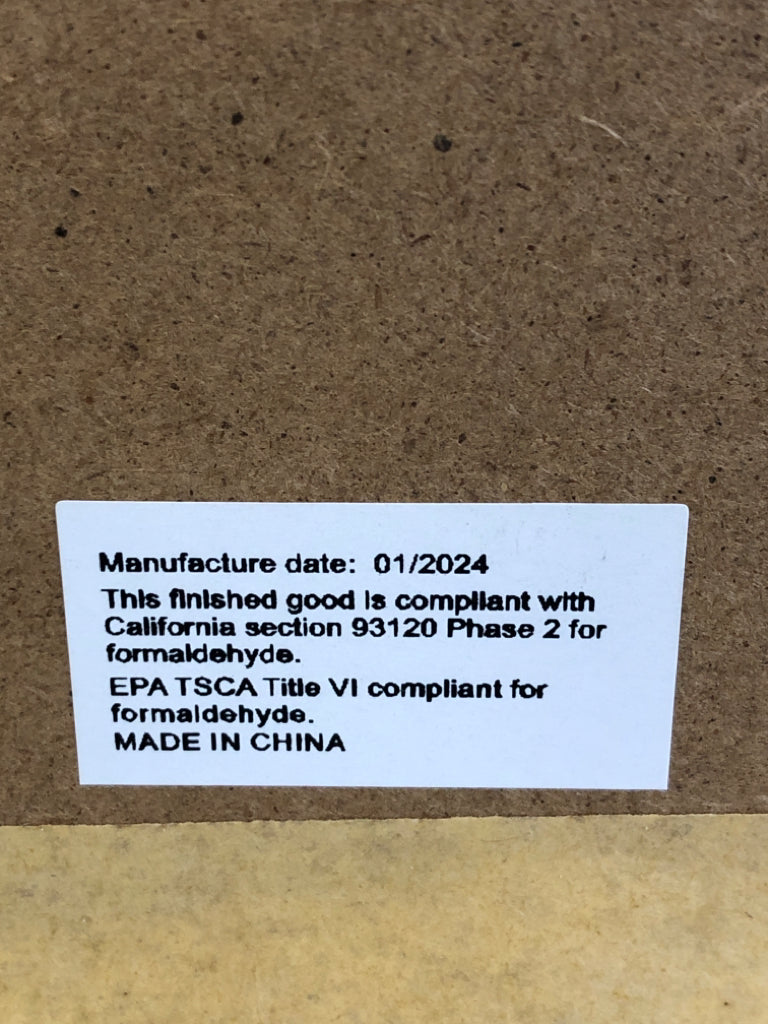 Manufacture date: 01/2024
This finished good is compliant with
California section 93120 Phase 2 for
formaldehyde.
EPA TSCA Title VI compliant for
formaldehyde.
MADE IN CHINA